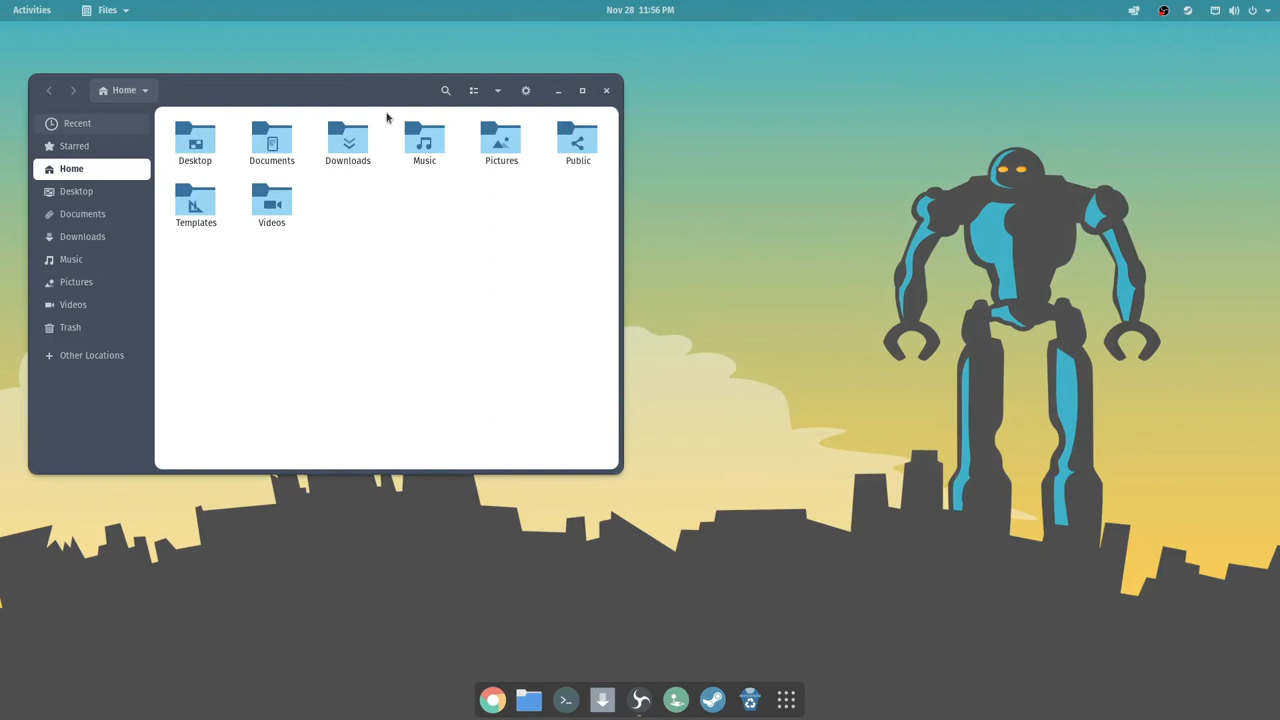 Activities Files Nov 28 11:56 PM
Home
Recent
Starred
Home
Desktop
Documents
Downloads
Music
Pictures
Videos
Trash
Other Locations
Desktop Documents Downloads Music Pictures Public
Templates Videos